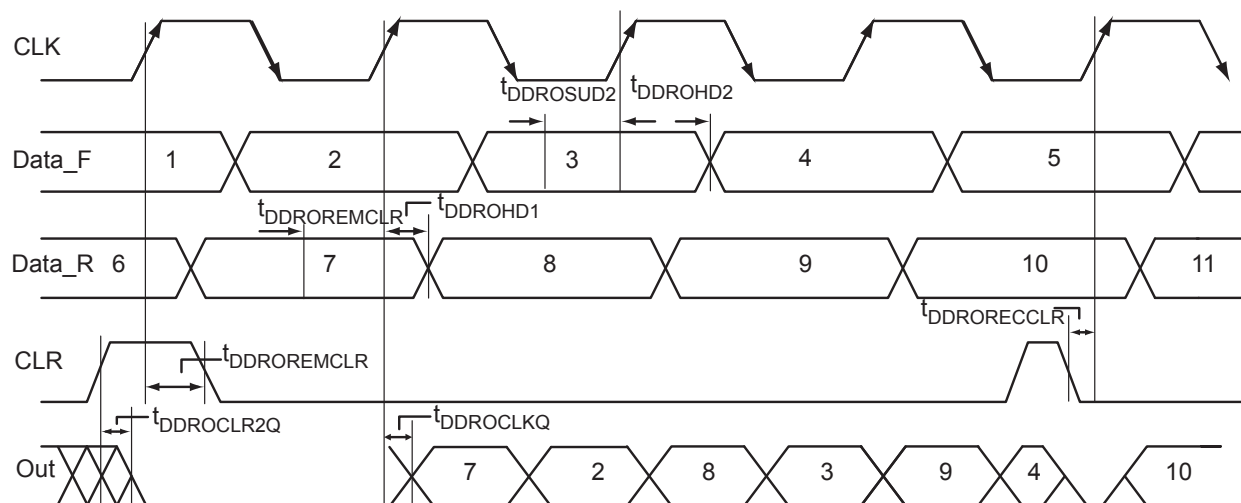 CLK
tDDROSUD2 tDDROHD2
Data_F 1 2 3 4 5
tDDROREMCLR tDDROHD1
Data_R 6 7 8 9 10 11
tDDRORECCLR
CLR
tDDROREMCLR
tDDROCLR2Q tDDROCLKQ
Out 7 2 8 3 9 4 10